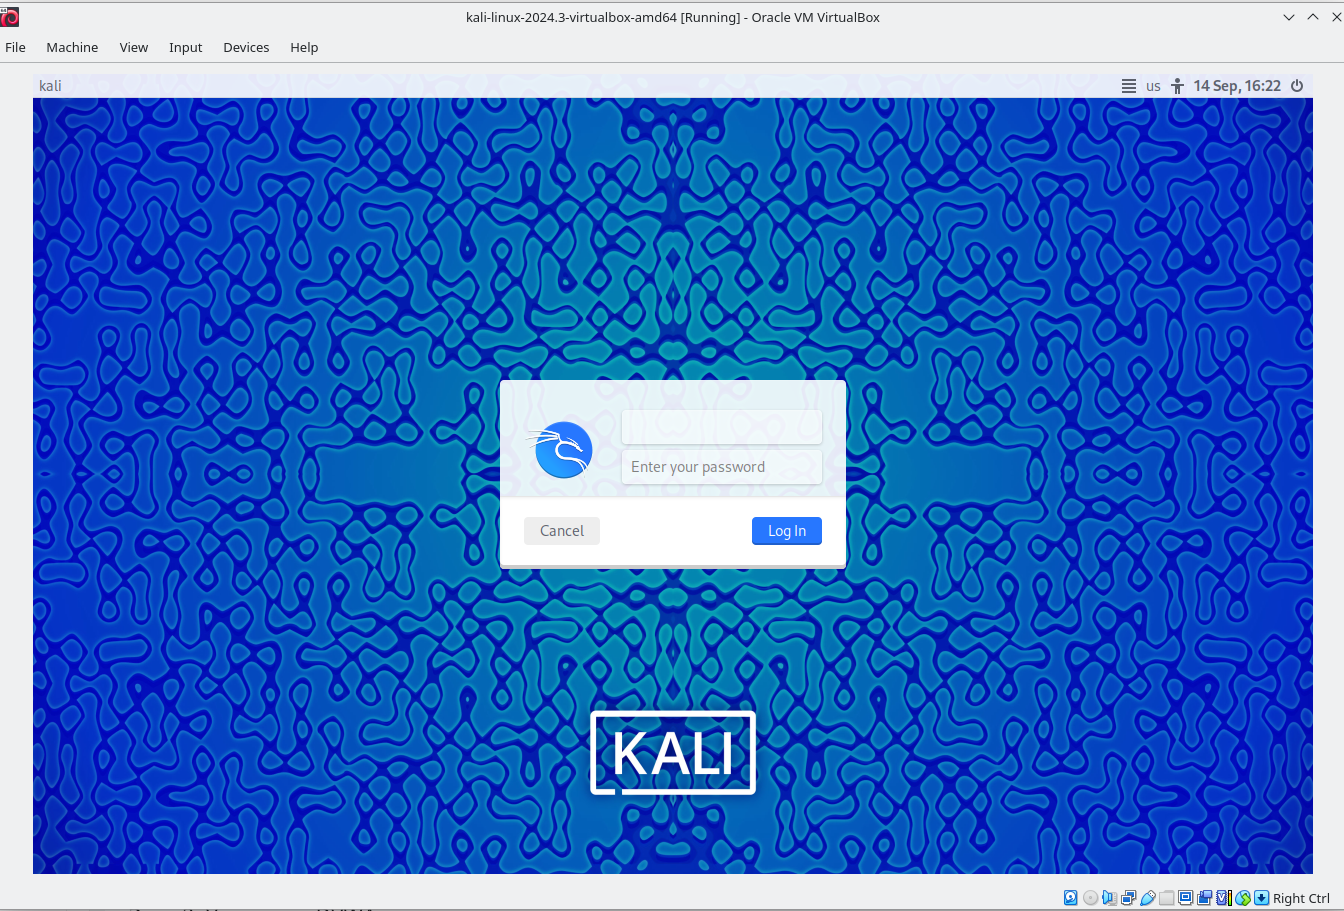 kali-linux-2024.3-virtualbox-amd64 [Running] - Oracle VM VirtualBox
File Machine View Input Devices Help
kali us 14 Sep, 16:22
Enter your password
Cancel Log In
KALI
Right Ctrl